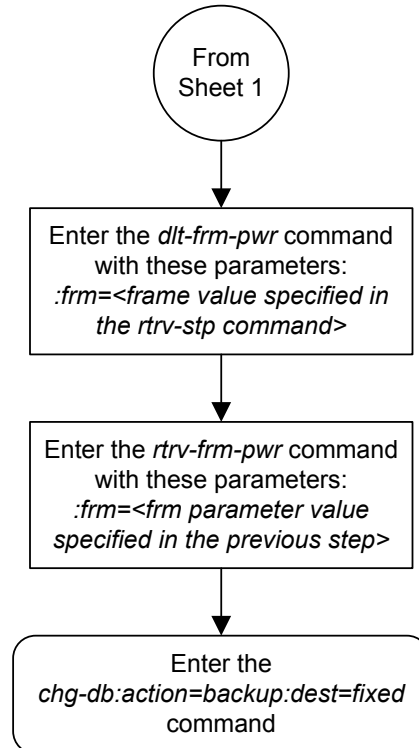 From
Sheet 1
Enter the dlt-frm-pwr command
with these parameters:
:frm=<frame value specified in
the rtrv-stp command>
Enter the rtrv-frm-pwr command
with these parameters:
:frm=<frm parameter value
specified in the previous step>
Enter the
chg-db:action=backup:dest=fixed
command